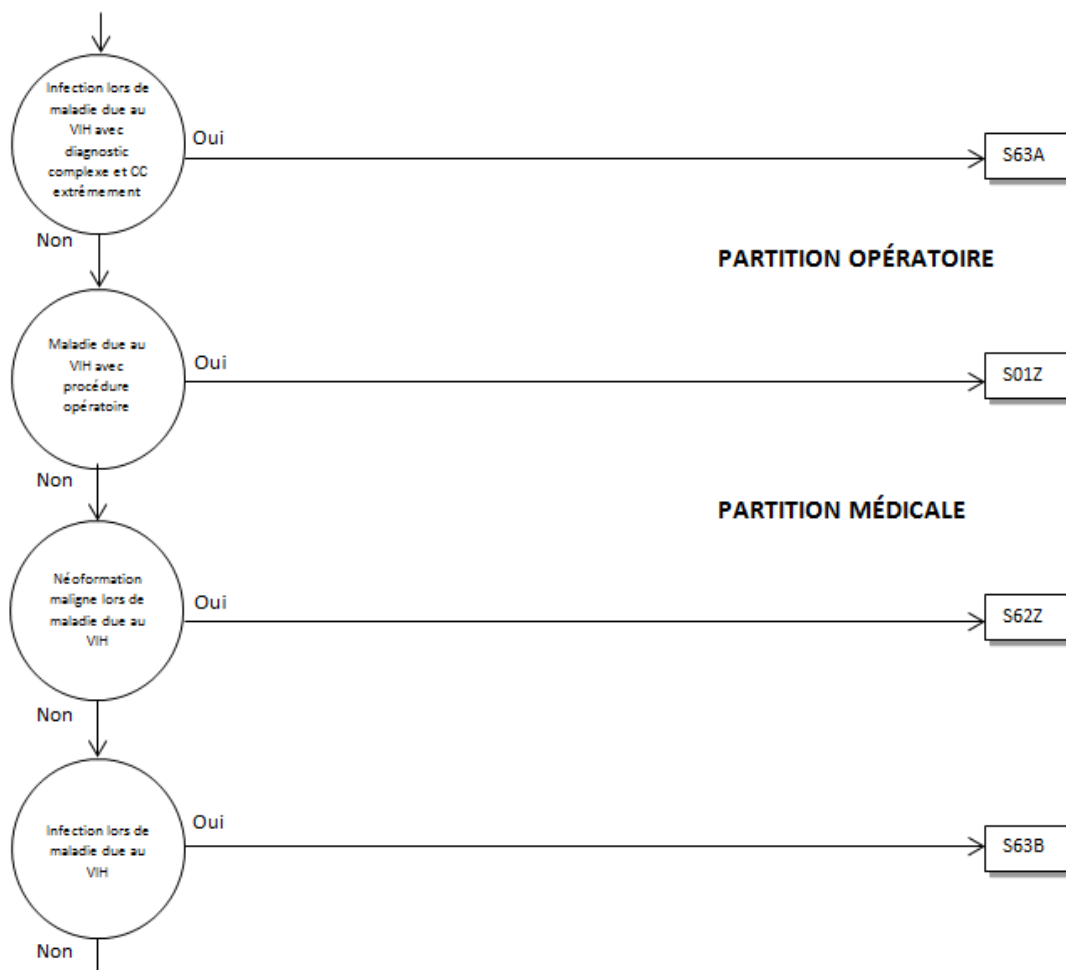 Infection lors de
maladie due au
VIH avec
diagnostic
complexe et CC
extrêmement
Oui
S63A
Non
PARTITION OPÉRATOIRE
Maladie due au
VIH avec
procédure
opératoire
Oui
S01Z
Non
PARTITION MÉDICALE
Néoformation
maligne lors de
maladie due au
VIH
Oui
S62Z
Non
Infection lors de
maladie due au
VIH
Oui
S63B
Non